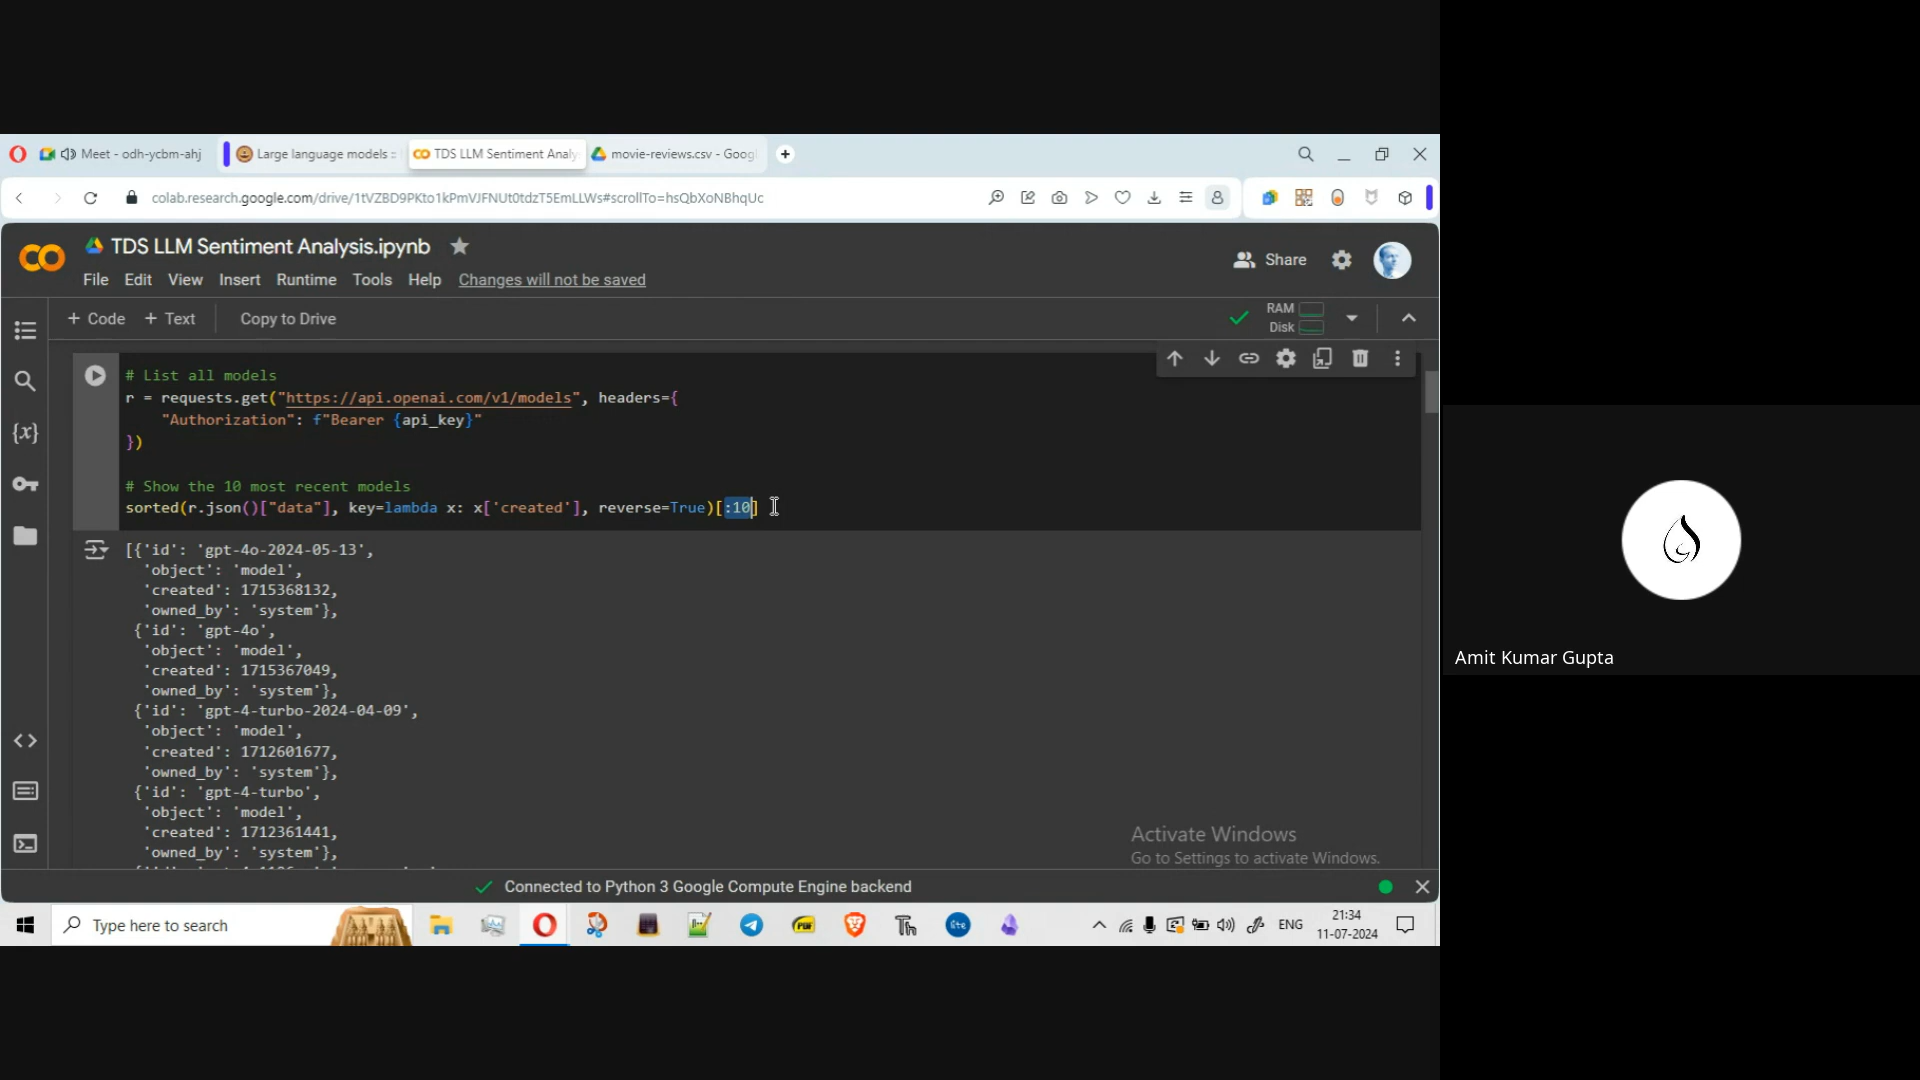 Meet - odh-ycbm-ahj
Large language models ::
TDS LLM Sentiment Analy
movie-reviews.csv - Goog
colab.research.google.com/drive/1tVZBD9PKto1kPmVJFNUt0tdzT5EmLLWs#scrollTo=hsQbXoNBhqUc
TDS LLM Sentiment Analysis.ipynb
Share
File Edit View Insert Runtime Tools Help Changes will not be saved
+ Code + Text Copy to Drive
RAM
Disk
# List all models
r = requests.get("https://api.openai.com/v1/models", headers={
"Authorization": f"Bearer {api_key}"
})
# Show the 10 most recent models
sorted(r.json()["data"], key=lambda x: x['created'], reverse=True)[:10]
[{'id': 'gpt-4o-2024-05-13',
'object': 'model',
'created': 1715368132,
'owned_by': 'system'},
{'id': 'gpt-4o',
'object': 'model',
'created': 1715367049,
'owned_by': 'system'},
{'id': 'gpt-4-turbo-2024-04-09',
'object': 'model',
'created': 1712601677,
'owned_by': 'system'},
{'id': 'gpt-4-turbo',
'object': 'model',
'created': 1712361441,
'owned_by': 'system'},
Activate Windows
Go to Settings to activate Windows.
Connected to Python 3 Google Compute Engine backend
Type here to search
ENG
21:34
11-07-2024
Amit Kumar Gupta